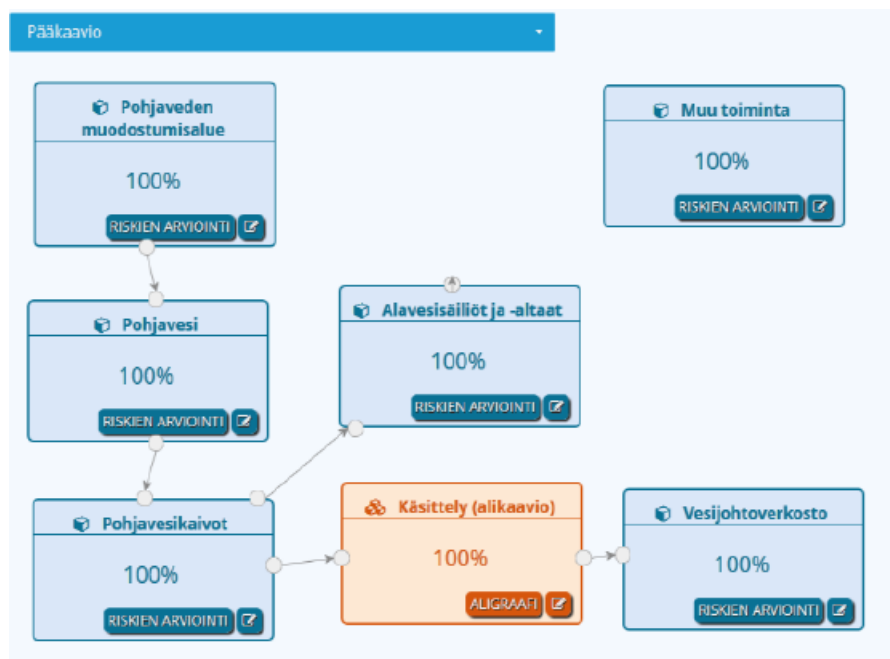 Pääkaavio
Pohjaveden
muodostumisalue
100%
RISKIEN ARVIOINTI
Muu toiminta
100%
RISKIEN ARVIOINTI
Pohjavesi
100%
RISKIEN ARVIOINTI
Alavesisäiliöt ja -altaat
100%
RISKIEN ARVIOINTI
Pohjavesikaivot
100%
RISKIEN ARVIOINTI
Käsittely (alikaavio)
100%
ALIGRAAFI
Vesijohtoverkosto
100%
RISKIEN ARVIOINTI